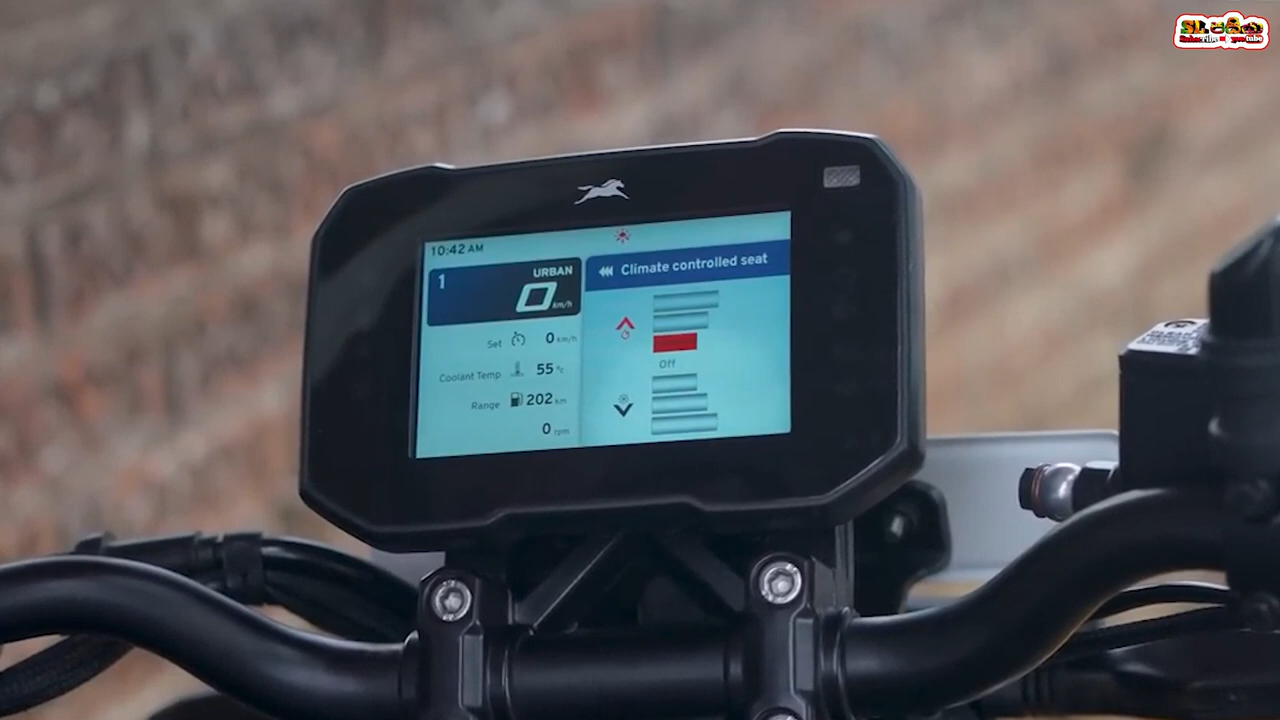 10:42 AM
1
URBAN
0 km/h
Set 0 km/h
Coolant Temp 55 °C
Range 202 km
0 rpm
Climate controlled seat
Off